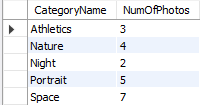 CategoryName NumOfPhotos
Athletics 3
Nature 4
Night 2
Portrait 5
Space 7